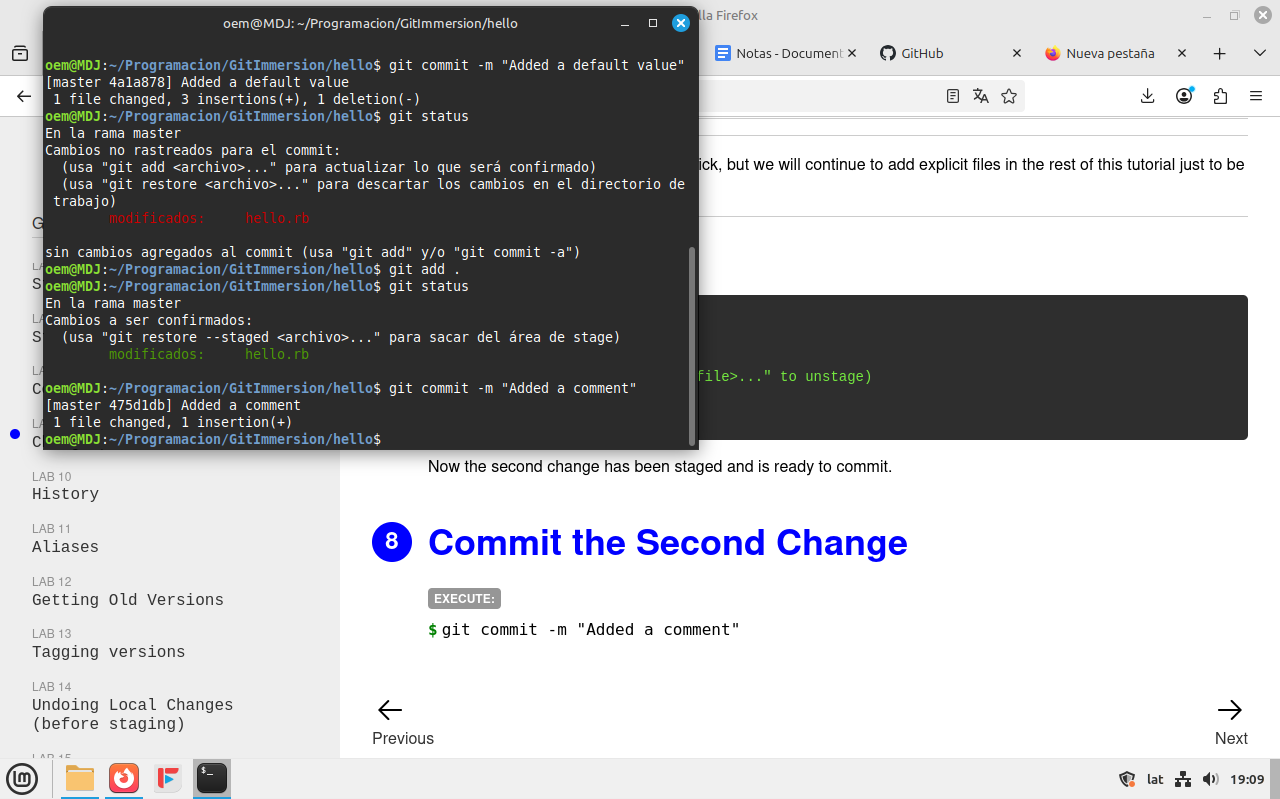 oem@MDJ: ~/Programacion/GitImmersion/hello
lla Firefox
Notas - Document
GitHub
Nueva pestaña
oem@MDJ:~/Programacion/GitImmersion/hello$ git commit -m "Added a default value"
[master 4a1a878] Added a default value
 1 file changed, 3 insertions(+), 1 deletion(-)
oem@MDJ:~/Programacion/GitImmersion/hello$ git status
En la rama master
Cambios no rastreados para el commit:
  (usa "git add <archivo>..." para actualizar lo que será confirmado)
  (usa "git restore <archivo>..." para descartar los cambios en el directorio de
 trabajo)
        modificados:     hello.rb
sin cambios agregados al commit (usa "git add" y/o "git commit -a")
oem@MDJ:~/Programacion/GitImmersion/hello$ git add .
oem@MDJ:~/Programacion/GitImmersion/hello$ git status
En la rama master
Cambios a ser confirmados:
  (usa "git restore --staged <archivo>..." para sacar del área de stage)
        modificados:     hello.rb
oem@MDJ:~/Programacion/GitImmersion/hello$ git commit -m "Added a comment"
[master 475d1db] Added a comment
 1 file changed, 1 insertion(+)
oem@MDJ:~/Programacion/GitImmersion/hello$
ick, but we will continue to add explicit files in the rest of this tutorial just to be
file>..." to unstage)
Now the second change has been staged and is ready to commit.
8 Commit the Second Change
EXECUTE:
$ git commit -m "Added a comment"
Previous
Next
LAB 10
History
LAB 11
Aliases
LAB 12
Getting Old Versions
LAB 13
Tagging versions
LAB 14
Undoing Local Changes
(before staging)
LAB 15
lat
19:09